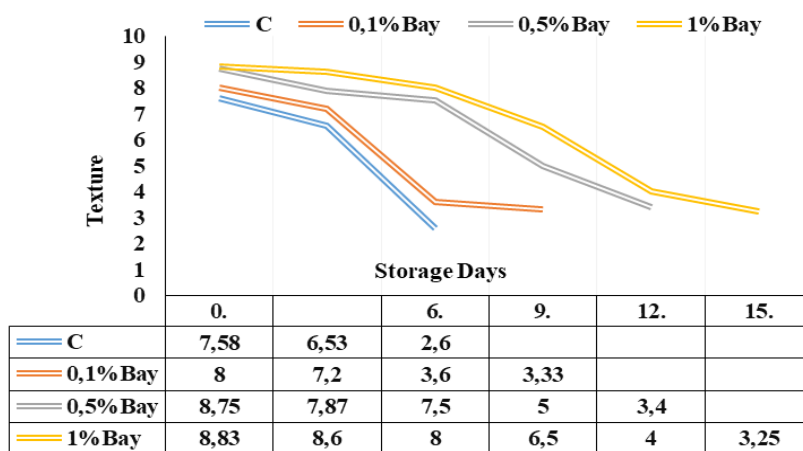 C 0,1%Bay 0,5%Bay 1%Bay
10
9
8
7
6
5
4
3
2
1
0
Texture
Storage Days
0. 6. 9. 12. 15.
C 7,58 6,53 2,6
0,1%Bay 8 7,2 3,6 3,33
0,5%Bay 8,75 7,87 7,5 5 3,4
1%Bay 8,83 8,6 8 6,5 4 3,25